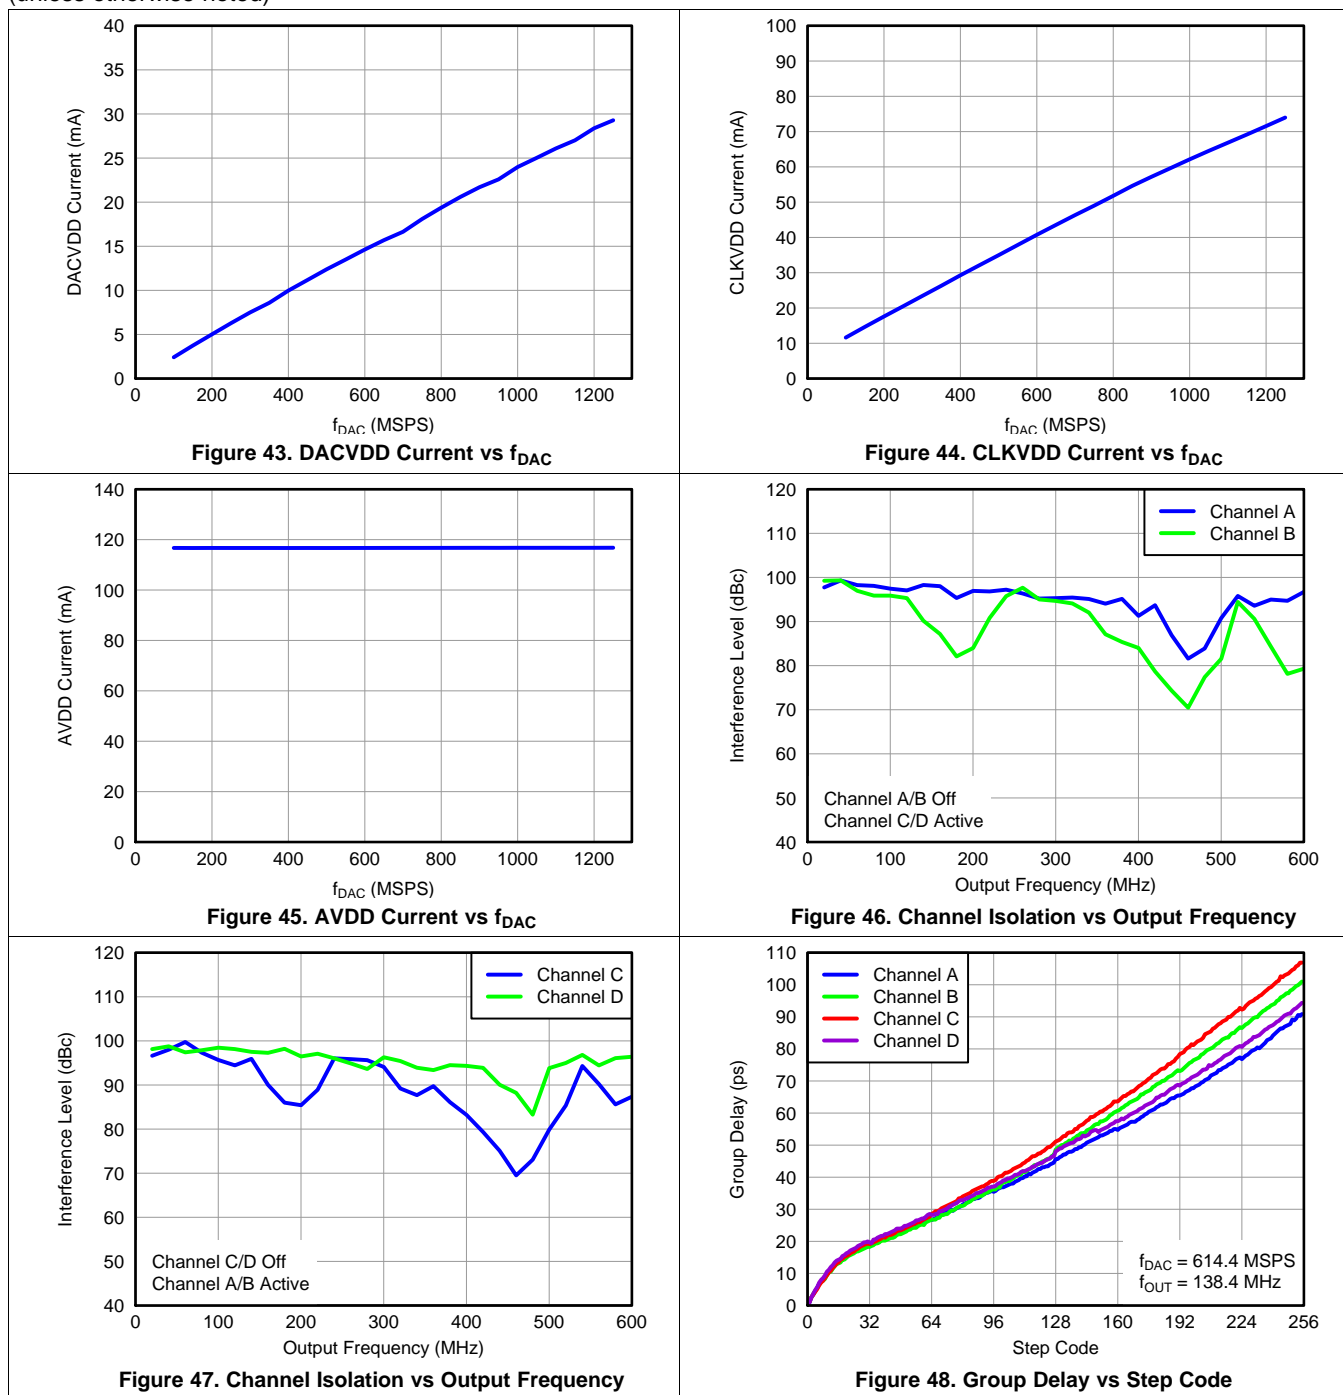 (unless otherwise noted)
40
35
30
25
20
15
10
5
0
DACVDD Current (mA)
0 200 400 600 800 1000 1200
fDAC (MSPS)
Figure 43. DACVDD Current vs fDAC
100
90
80
70
60
50
40
30
20
10
0
CLKVDD Current (mA)
0 200 400 600 800 1000 1200
fDAC (MSPS)
Figure 44. CLKVDD Current vs fDAC
140
120
100
80
60
40
20
0
AVDD Current (mA)
0 200 400 600 800 1000 1200
fDAC (MSPS)
Figure 45. AVDD Current vs fDAC
120
110
100
90
80
70
60
50
40
Interference Level (dBc)
Channel A
Channel B
Channel A/B Off
Channel C/D Active
0 100 200 300 400 500 600
Output Frequency (MHz)
Figure 46. Channel Isolation vs Output Frequency
120
110
100
90
80
70
60
50
40
Interference Level (dBc)
Channel C
Channel D
Channel C/D Off
Channel A/B Active
0 100 200 300 400 500 600
Output Frequency (MHz)
Figure 47. Channel Isolation vs Output Frequency
110
100
90
80
70
60
50
40
30
20
10
0
Group Delay (ps)
Channel A
Channel B
Channel C
Channel D
fDAC = 614.4 MSPS
fOUT = 138.4 MHz
0 32 64 96 128 160 192 224 256
Step Code
Figure 48. Group Delay vs Step Code